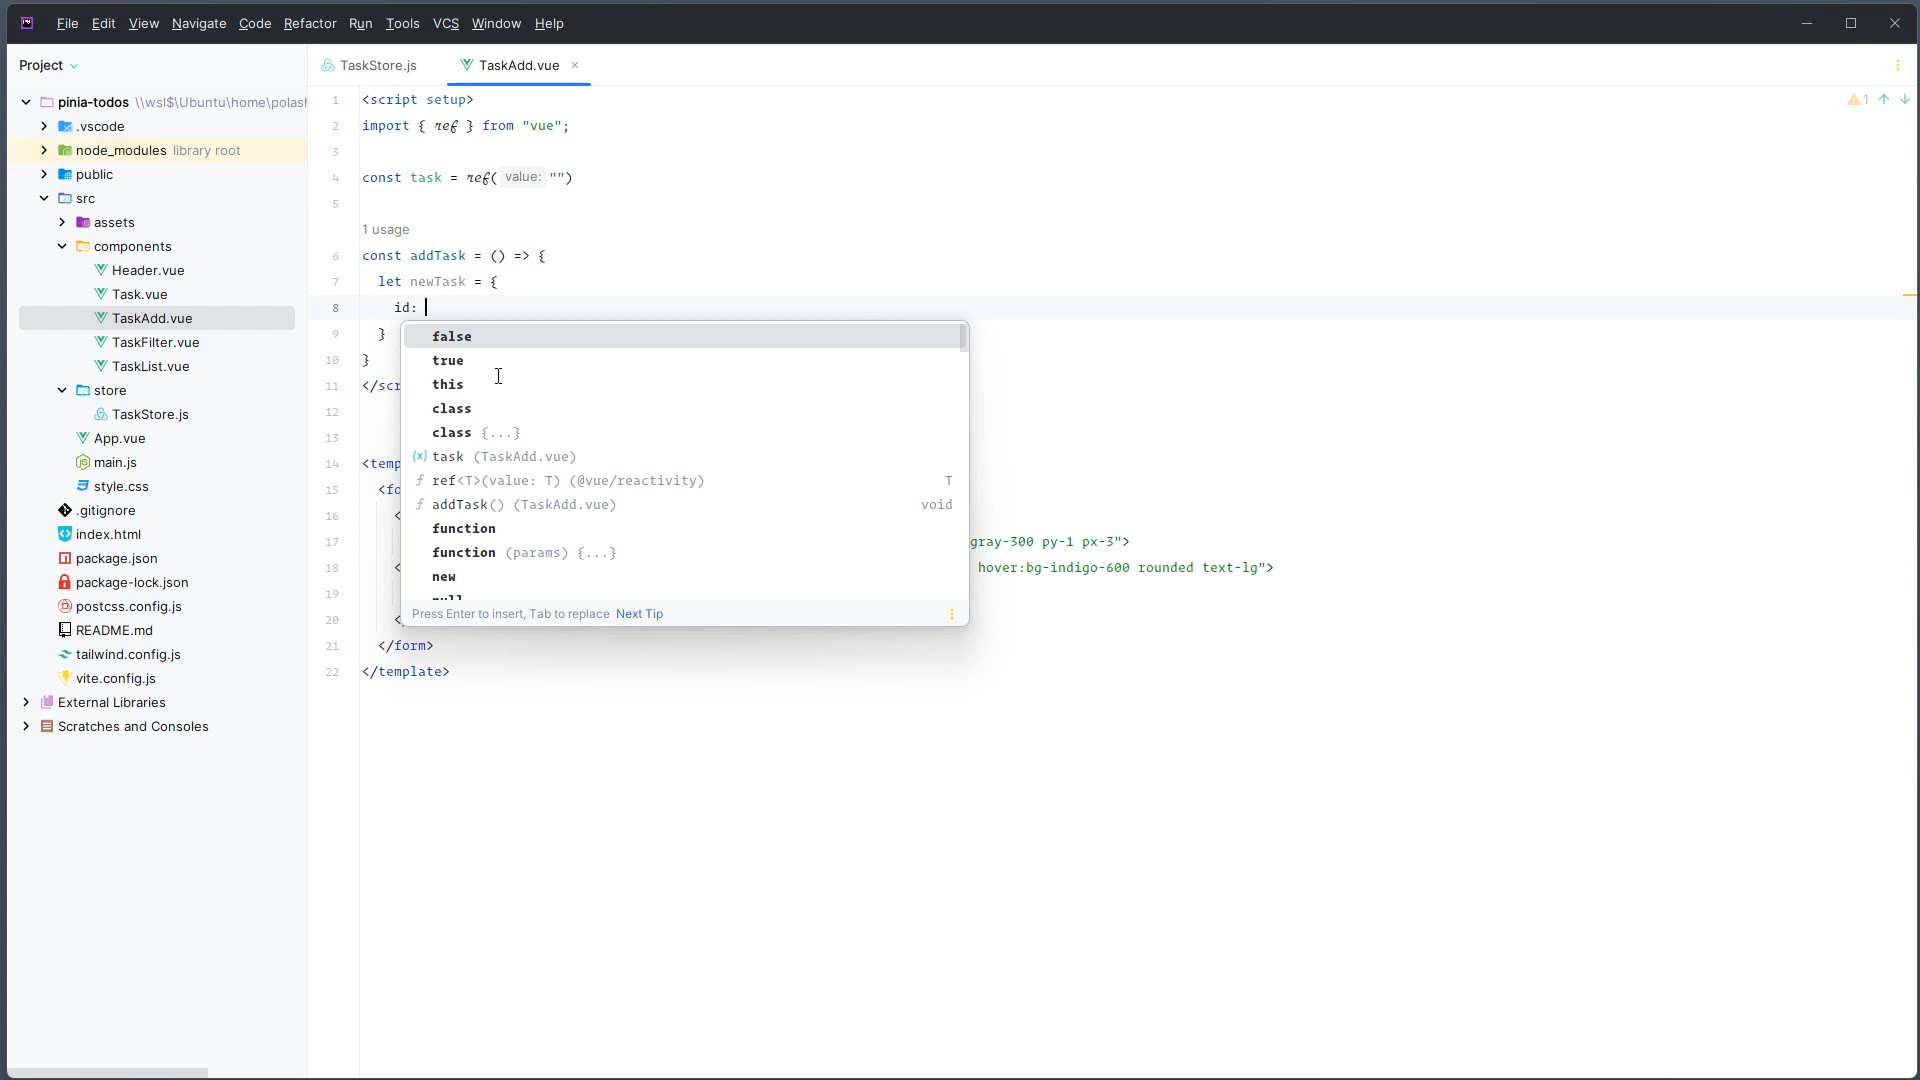 File Edit View Navigate Code Refactor Run Tools VCS Window Help
Project
TaskStore.js
TaskAdd.vue
pinia-todos \\wsl$\Ubuntu\home\polas
.vscode
node_modules library root
public
src
assets
components
Header.vue
Task.vue
TaskAdd.vue
TaskFilter.vue
TaskList.vue
store
TaskStore.js
App.vue
main.js
style.css
.gitignore
index.html
package.json
package-lock.json
postcss.config.js
README.md
tailwind.config.js
vite.config.js
External Libraries
Scratches and Consoles
1 <script setup>
2 import { ref } from "vue";
3
4 const task = ref( value: "")
5
1 usage
6 const addTask = () => {
7 let newTask = {
8 id:
9 }
10 }
11 </scr
12
13
14 <temp
15 <fo
16 <
17 gray-300 py-1 px-3">
18 < hover:bg-indigo-600 rounded text-lg">
19
20 <
21 </form>
22 </template>
1
false
true
this
class
class {...}
(x) task (TaskAdd.vue)
f ref<T>(value: T) (@vue/reactivity) T
f addTask() (TaskAdd.vue) void
function
function (params) {...}
new
null
Press Enter to insert, Tab to replace Next Tip